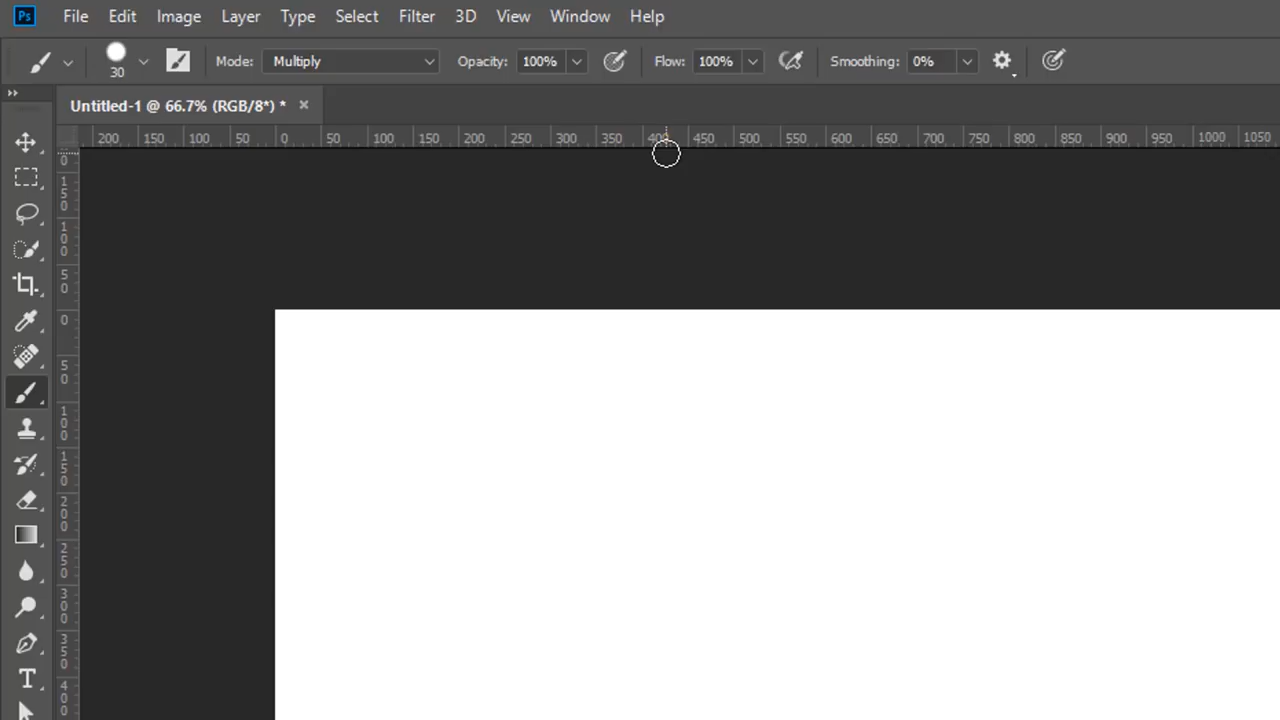 Ps File Edit Image Layer Type Select Filter 3D View Window Help
30 Mode: Multiply Opacity: 100% Flow: 100% Smoothing: 0%
Untitled-1 @ 66.7% (RGB/8*) * ×
200 150 100 50 0 50 100 150 200 250 300 350 400 450 500 550 600 650 700 750 800 850 900 950 1000 1050
0
150
100
50
0
50
100
150
200
250
300
350
400
T